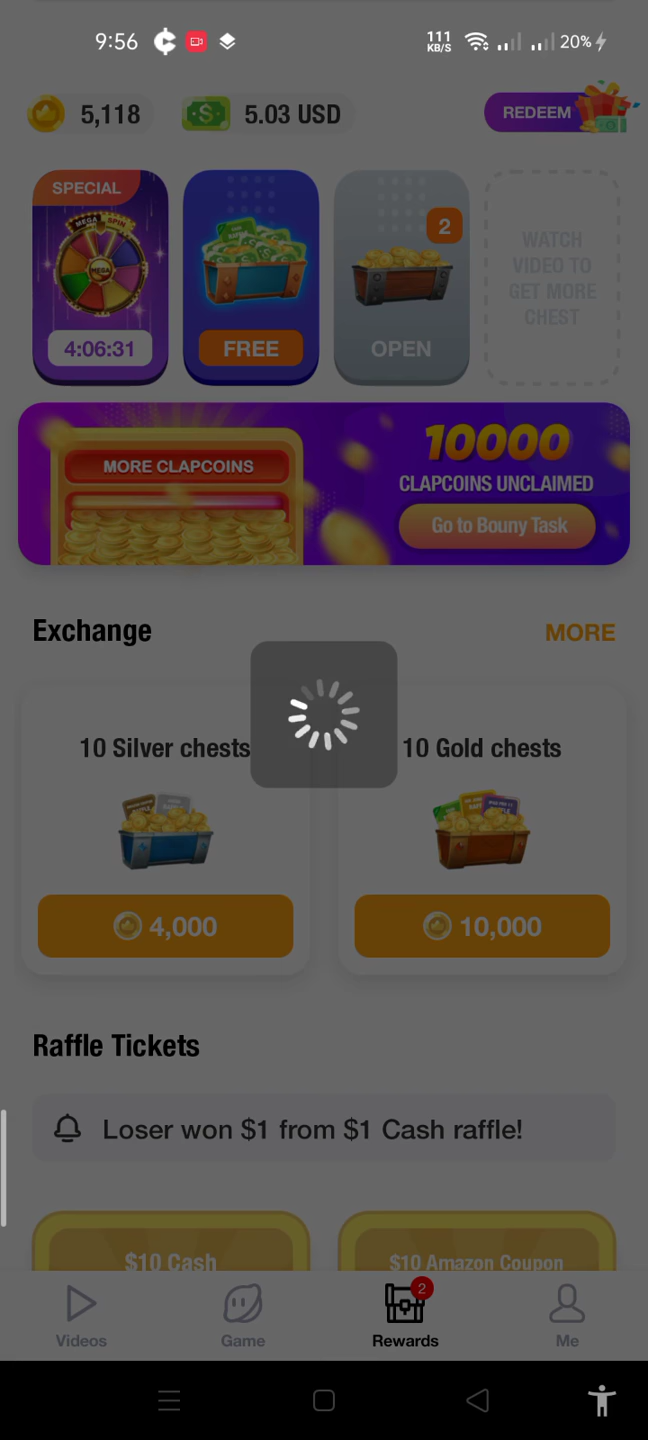 9:56
111
KB/S
20%
5,118
5.03 USD
REDEEM
SPECIAL
MEGA SPIN
MEGA
4:06:31
FREE
2
OPEN
WATCH
VIDEO TO
GET MORE
CHEST
MORE CLAPCOINS
10000
CLAPCOINS UNCLAIMED
Go to Bouny Task
Exchange
MORE
10 Silver chests
10 Gold chests
4,000
10,000
Raffle Tickets
Loser won $1 from $1 Cash raffle!
$10 Cash
$10 Amazon Coupon
2
Videos
Game
Rewards
Me